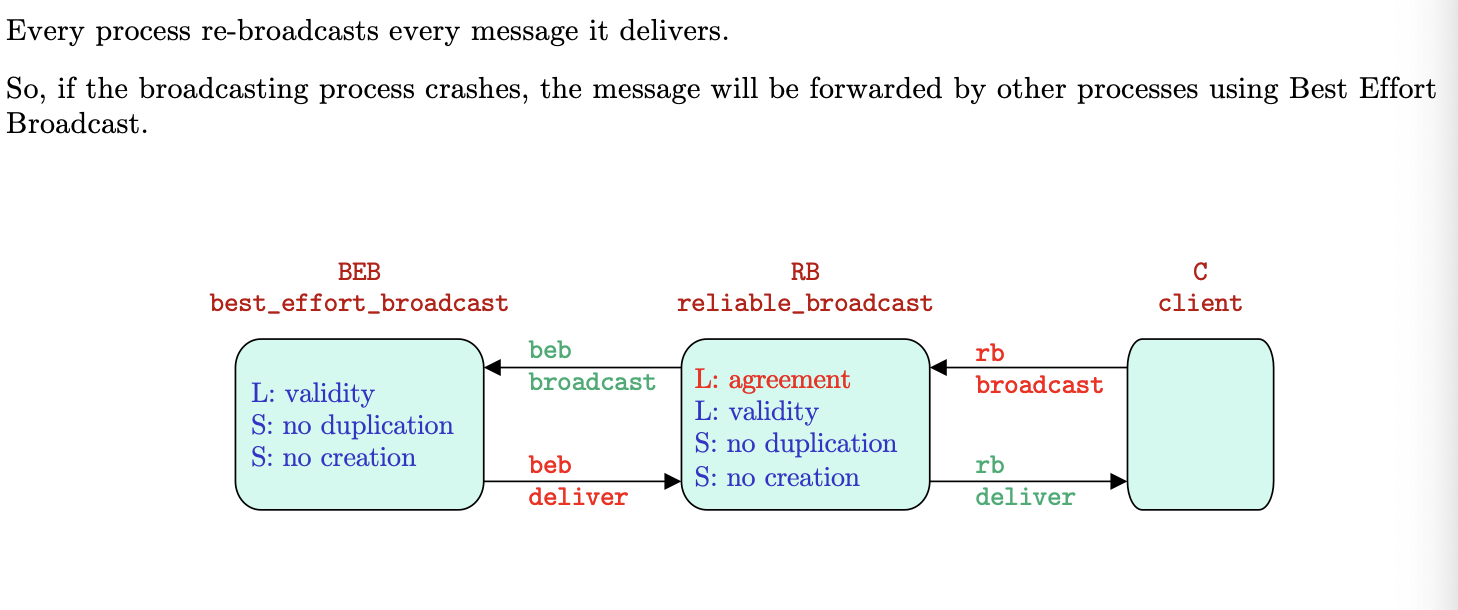 Every process re-broadcasts every message it delivers.
So, if the broadcasting process crashes, the message will be forwarded by other processes using Best Effort
Broadcast.
BEB
best_effort_broadcast
RB
reliable_broadcast
C
client
L: validity
S: no duplication
S: no creation
beb
broadcast
beb
deliver
L: agreement
L: validity
S: no duplication
S: no creation
rb
broadcast
rb
deliver